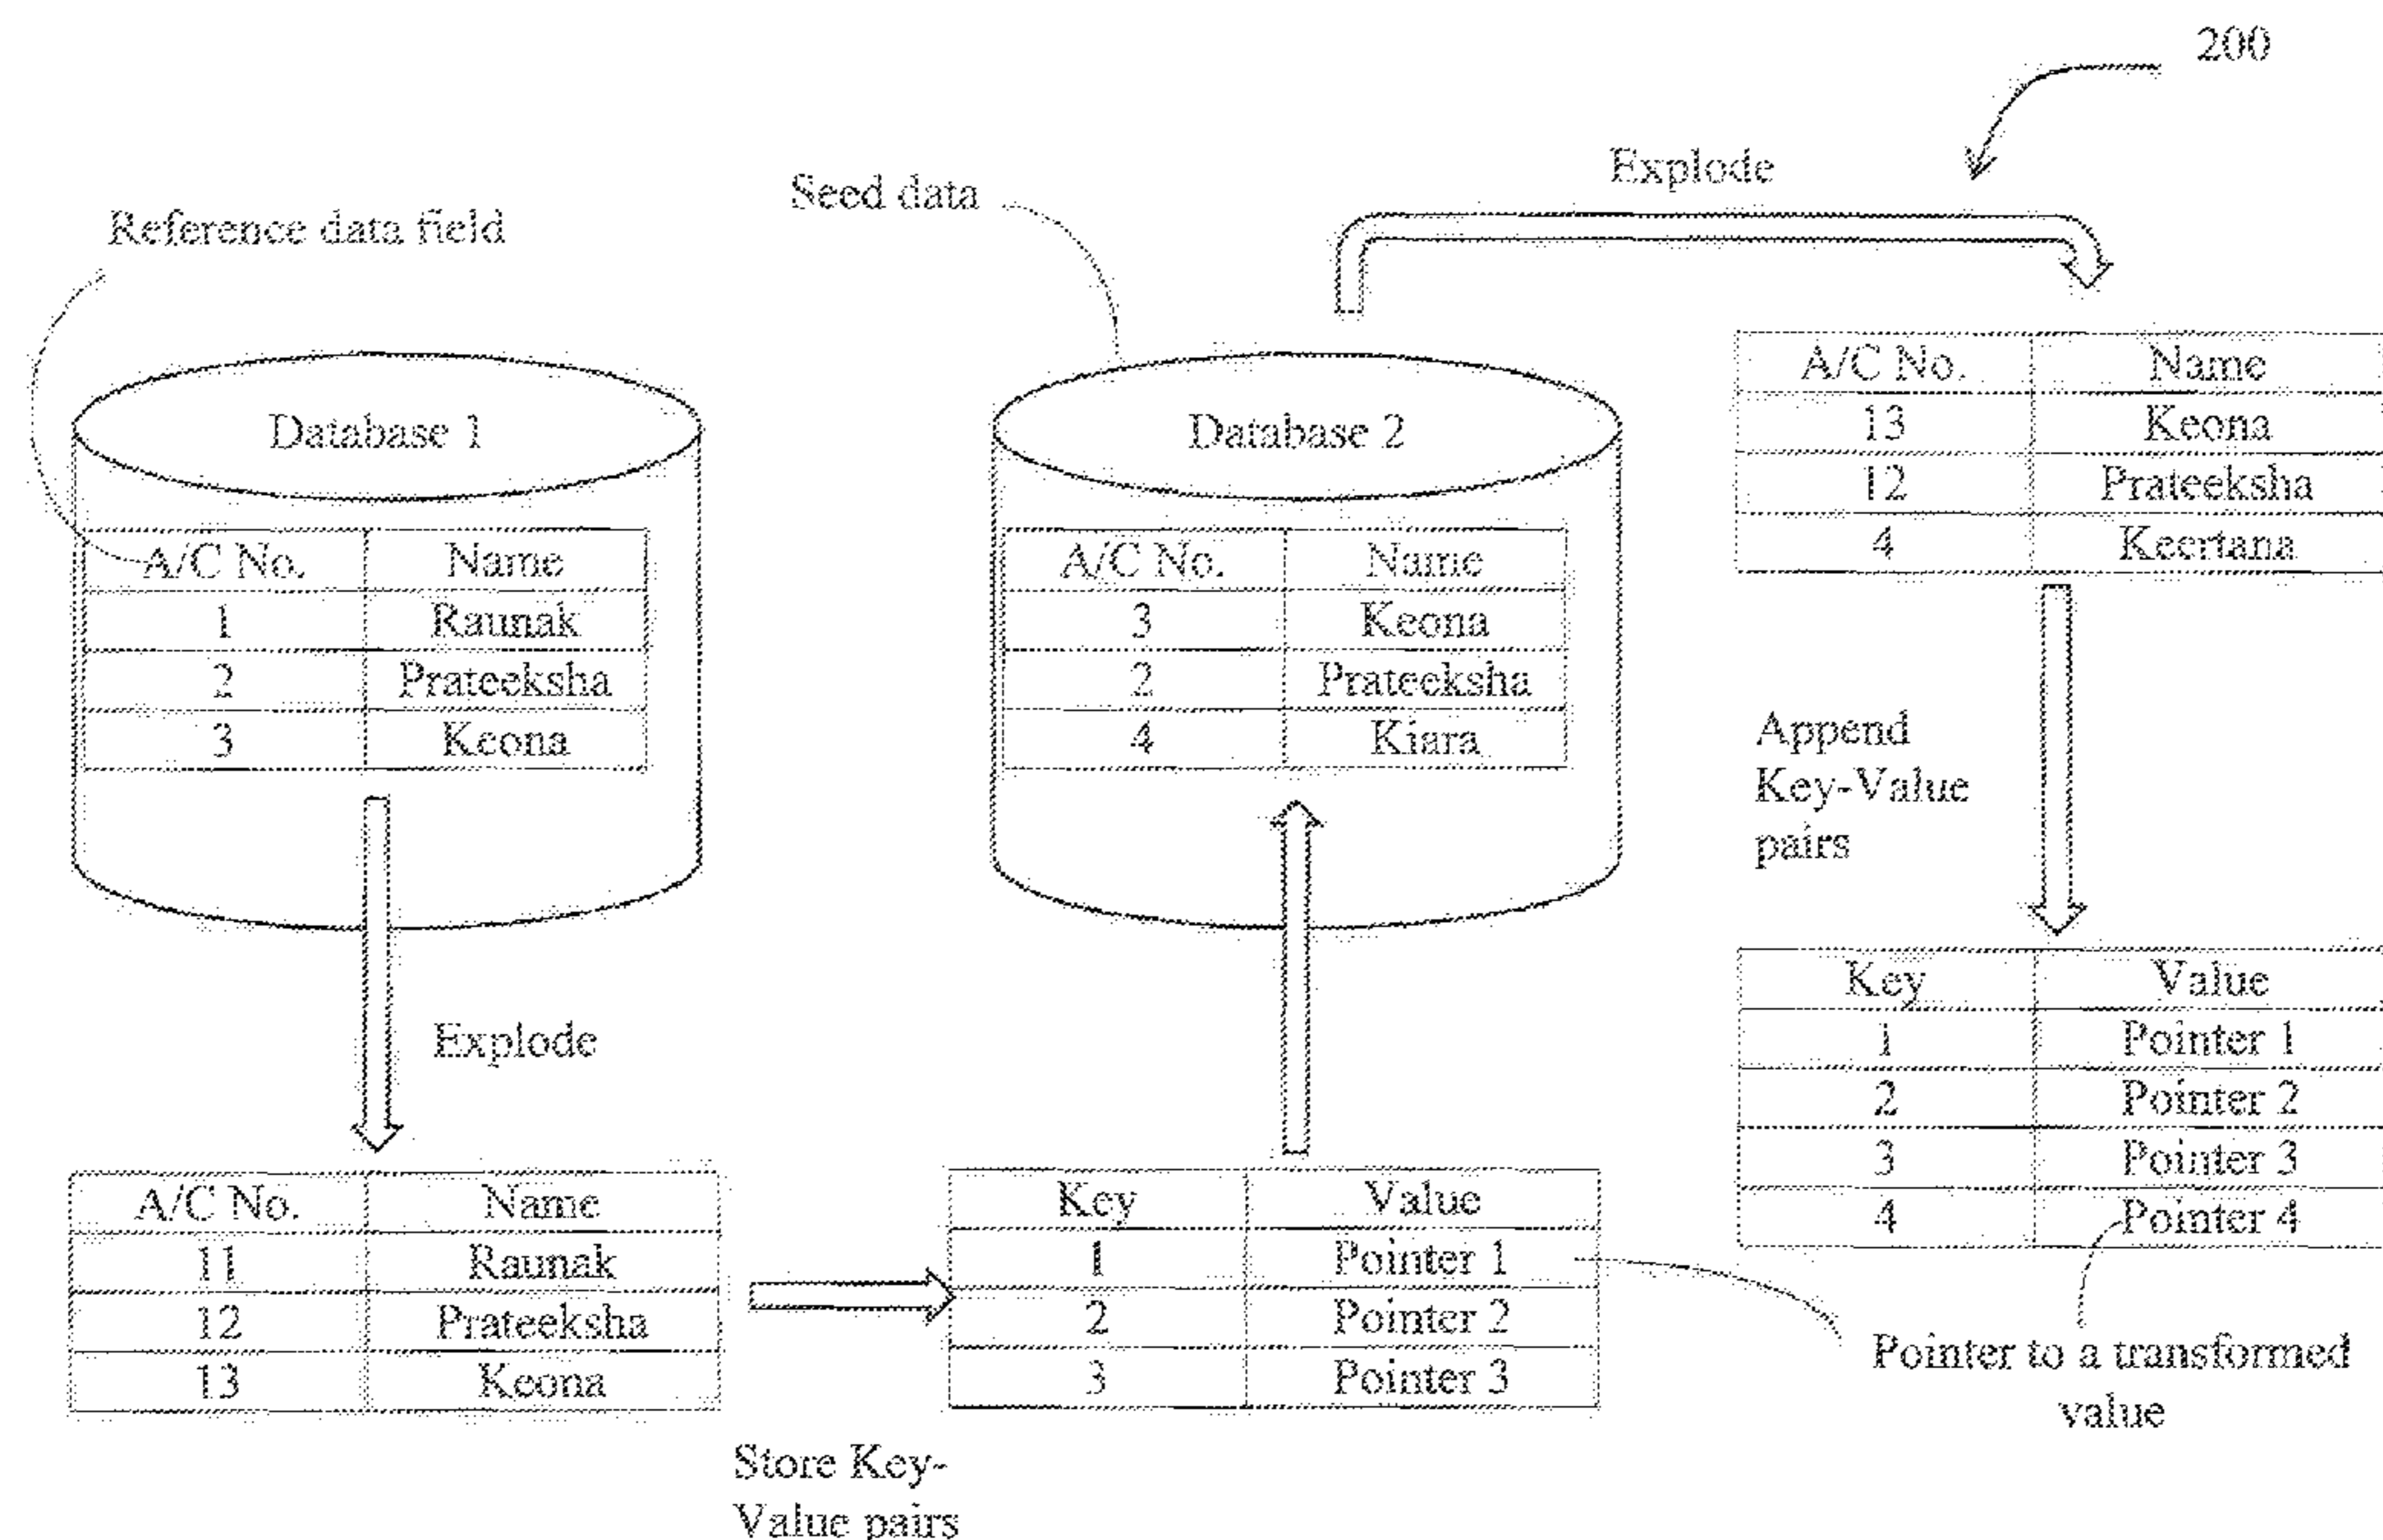 200
Explode
Seed data
Reference data field
Database 1
A/C No. Name
1 Raunak
2 Prateeksha
3 Keona
Database 2
A/C No. Name
3 Keona
2 Prateeksha
4 Kiara
A/C No. Name
13 Keona
12 Prateeksha
4 Keertana
Append
Key-Value
pairs
Explode
A/C No. Name
11 Raunak
12 Prateeksha
13 Keona
Store Key-
Value pairs
Key Value
1 Pointer 1
2 Pointer 2
3 Pointer 3
Key Value
1 Pointer 1
2 Pointer 2
3 Pointer 3
4 Pointer 4
Pointer to a transformed
value